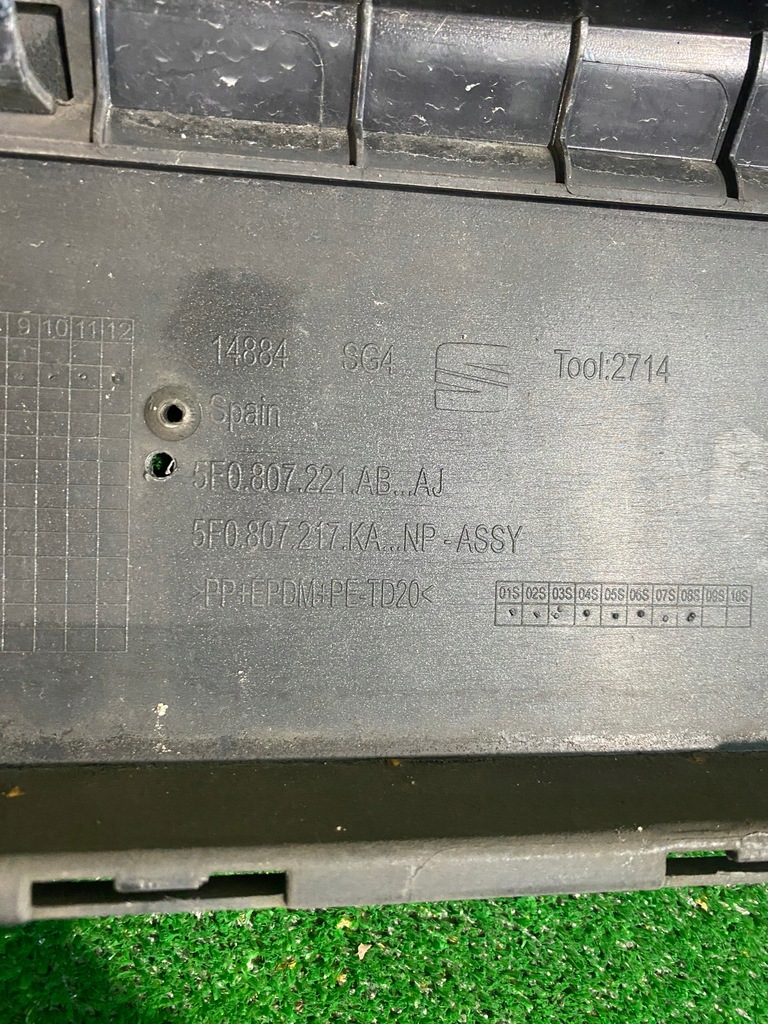 9 10 11 12
14884 SG4 Tool:2714
Spain
5F0.807.221.AB...AJ
5F0.807.217.KA...NP-ASSY
>PP+EPDM+PE-TD20<
01S 02S 03S 04S 05S 06S 07S 08S 09S 10S